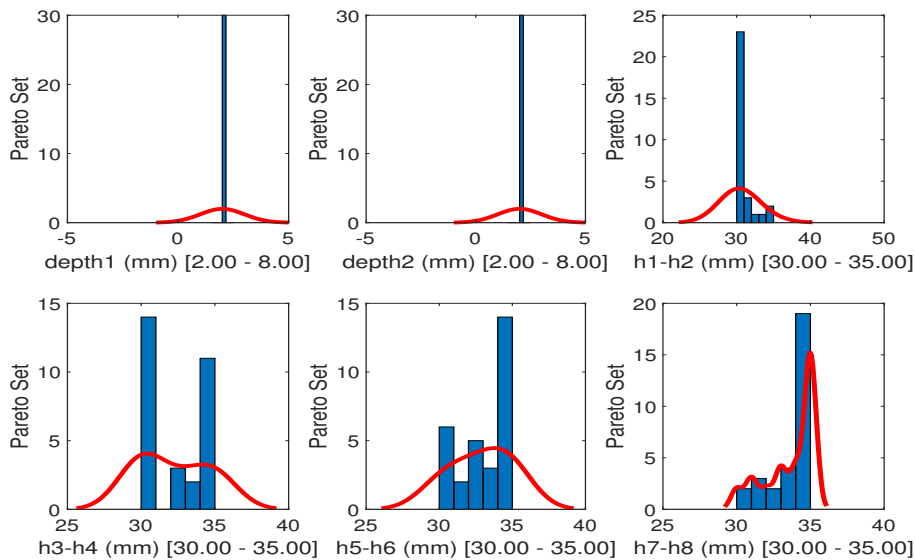 30
20
10
0
Pareto Set
-5 0 5
depth1 (mm) [2.00 - 8.00]
30
20
10
0
Pareto Set
-5 0 5
depth2 (mm) [2.00 - 8.00]
25
20
15
10
5
0
Pareto Set
20 30 40 50
h1-h2 (mm) [30.00 - 35.00]
15
10
5
0
Pareto Set
25 30 35 40
h3-h4 (mm) [30.00 - 35.00]
15
10
5
0
Pareto Set
25 30 35 40
h5-h6 (mm) [30.00 - 35.00]
20
15
10
5
0
Pareto Set
25 30 35 40
h7-h8 (mm) [30.00 - 35.00]